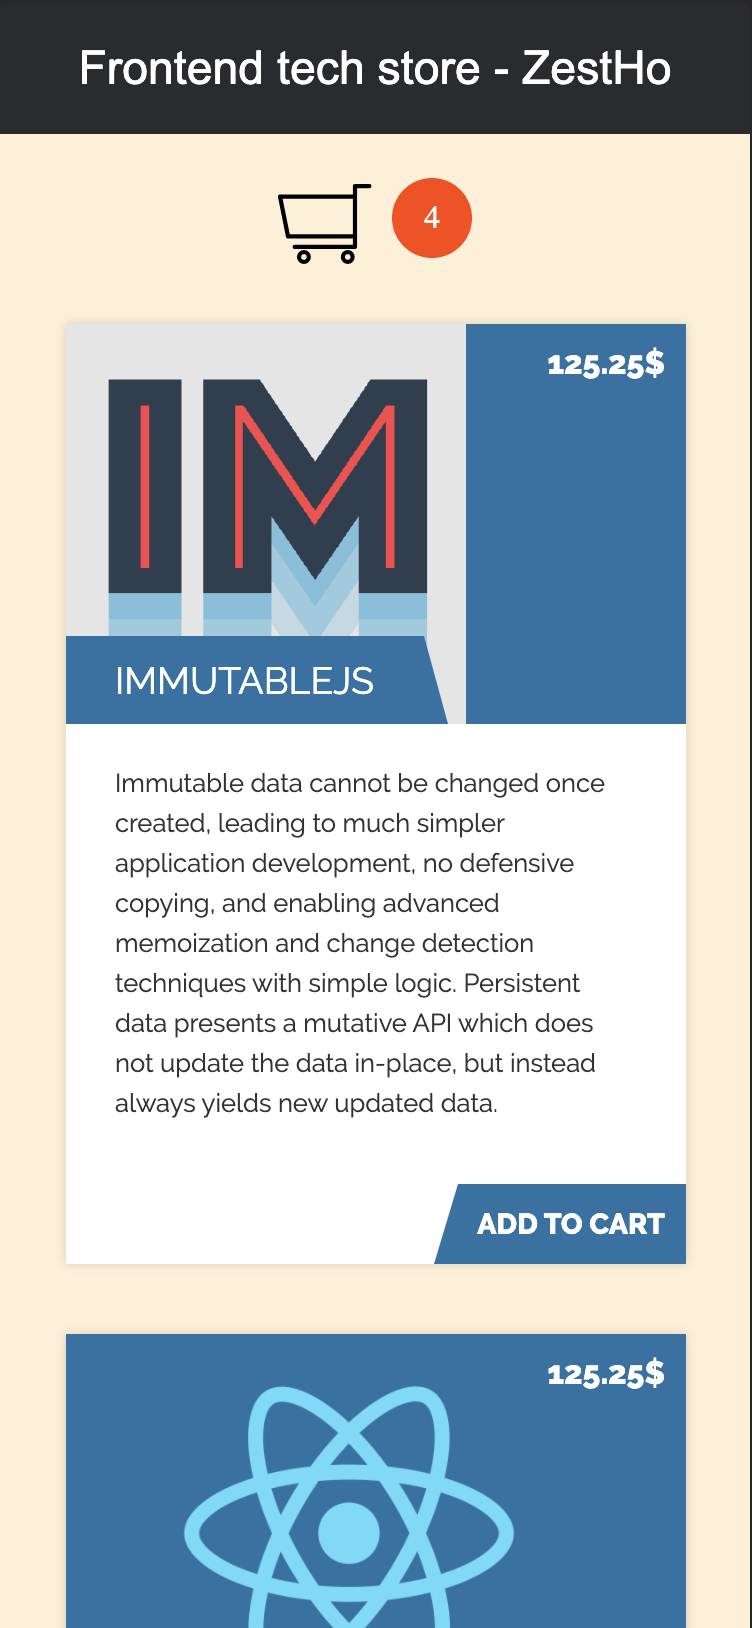 Frontend tech store - ZestHo
4
125.25$
IM
IMMUTABLEJS
Immutable data cannot be changed once
created, leading to much simpler
application development, no defensive
copying, and enabling advanced
memoization and change detection
techniques with simple logic. Persistent
data presents a mutative API which does
not update the data in-place, but instead
always yields new updated data.
ADD TO CART
125.25$